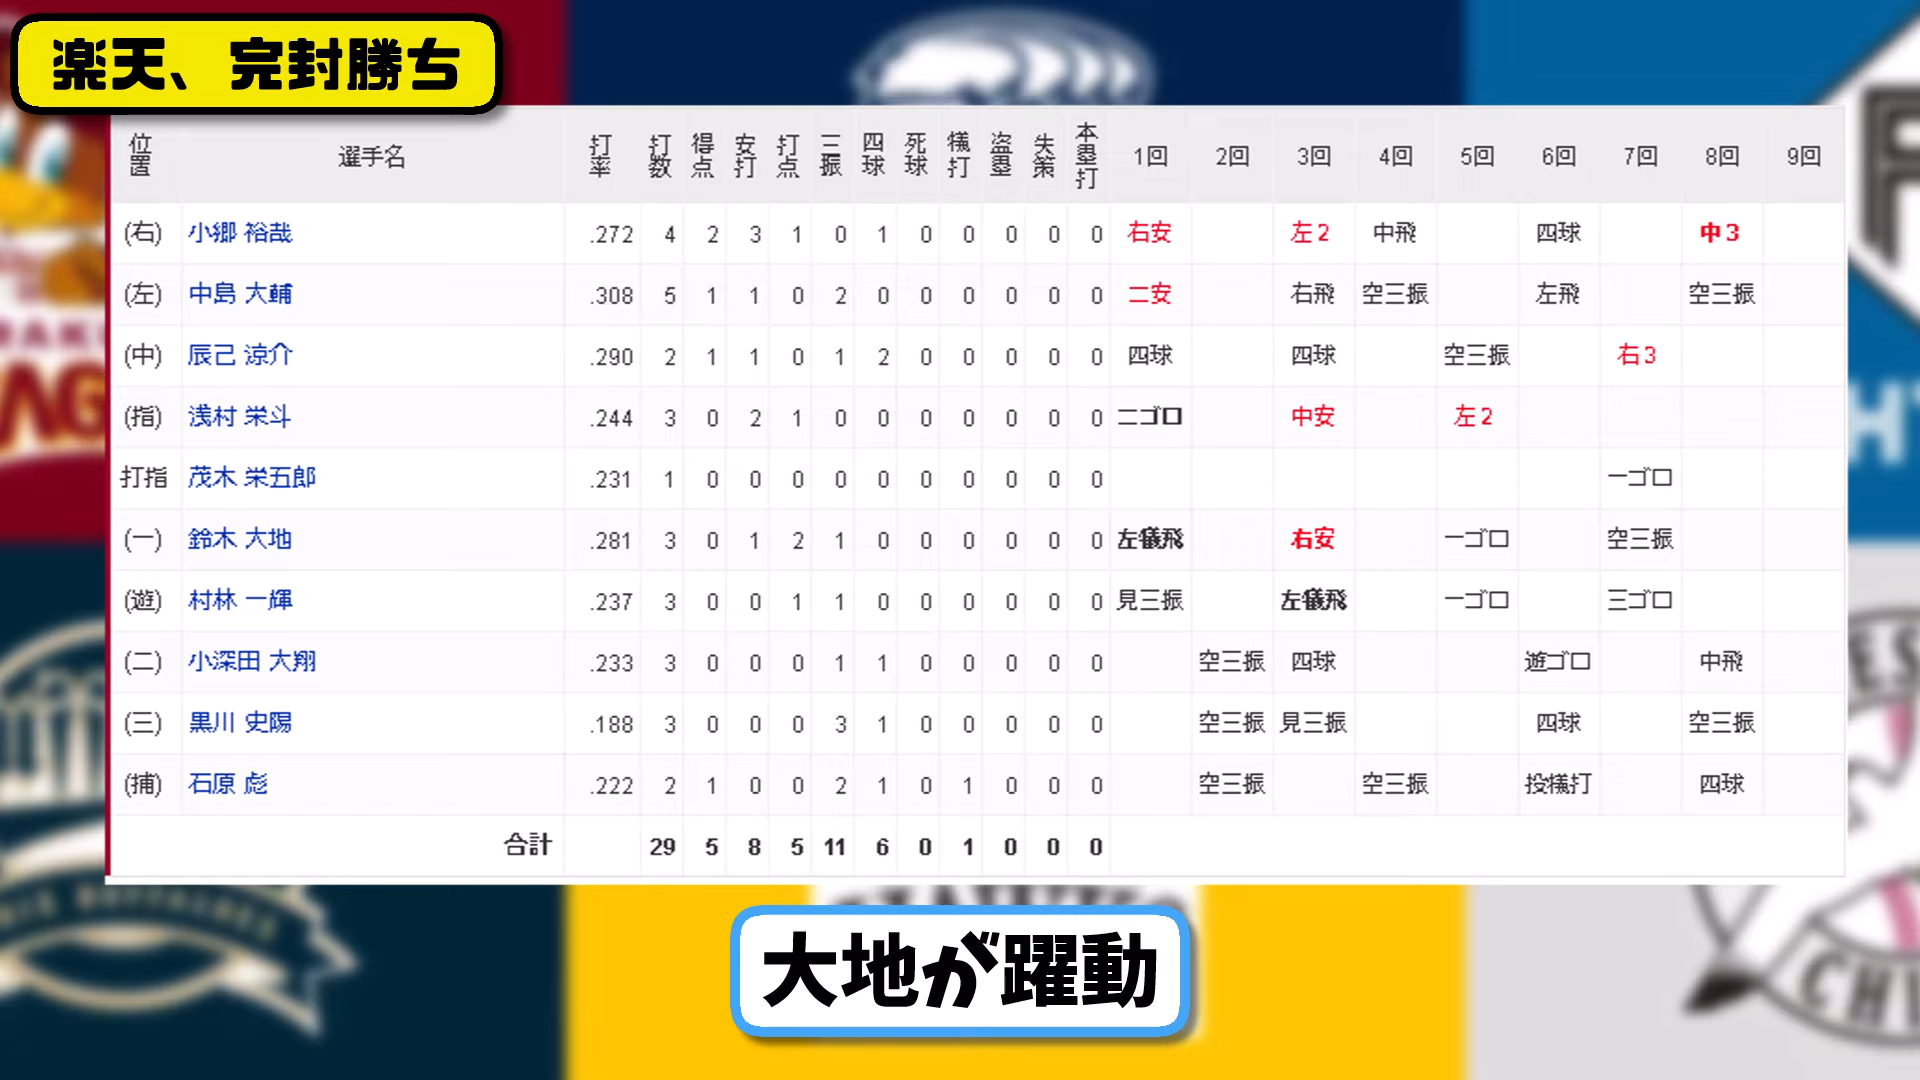 楽天、完封勝ち
位置 選手名 打率 打数 得点 安打 打点 三振 四球 死球 犠打 盗塁 失策 本塁打 1回 2回 3回 4回 5回 6回 7回 8回 9回
(右) 小郷 裕哉 .272 4 2 3 1 0 1 0 0 0 0 0 右安 左2 中飛 四球 中3
(左) 中島 大輔 .308 5 1 1 0 2 0 0 0 0 0 0 二安 右飛 空三振 左飛 空三振
(中) 辰己 涼介 .290 2 1 1 0 1 2 0 0 0 0 0 四球 四球 空三振 右3
(指) 浅村 栄斗 .244 3 0 2 1 0 0 0 0 0 0 0 二ゴロ 中安 左2
打指 茂木 栄五郎 .231 1 0 0 0 0 0 0 0 0 0 0 一ゴロ
(一) 鈴木 大地 .281 3 0 1 2 1 0 0 0 0 0 0 左犠飛 右安 一ゴロ 空三振
(遊) 村林 一輝 .237 3 0 0 1 1 0 0 0 0 0 0 見三振 左犠飛 一ゴロ 三ゴロ
(二) 小深田 大翔 .233 3 0 0 0 1 1 0 0 0 0 0 空三振 四球 遊ゴロ 中飛
(三) 黒川 史陽 .188 3 0 0 0 3 1 0 0 0 0 0 空三振 見三振 四球 空三振
(捕) 石原 彪 .222 2 1 0 0 2 1 0 1 0 0 0 空三振 空三振 投犠打 四球
合計 29 5 8 5 11 6 0 1 0 0 0
大地が躍動